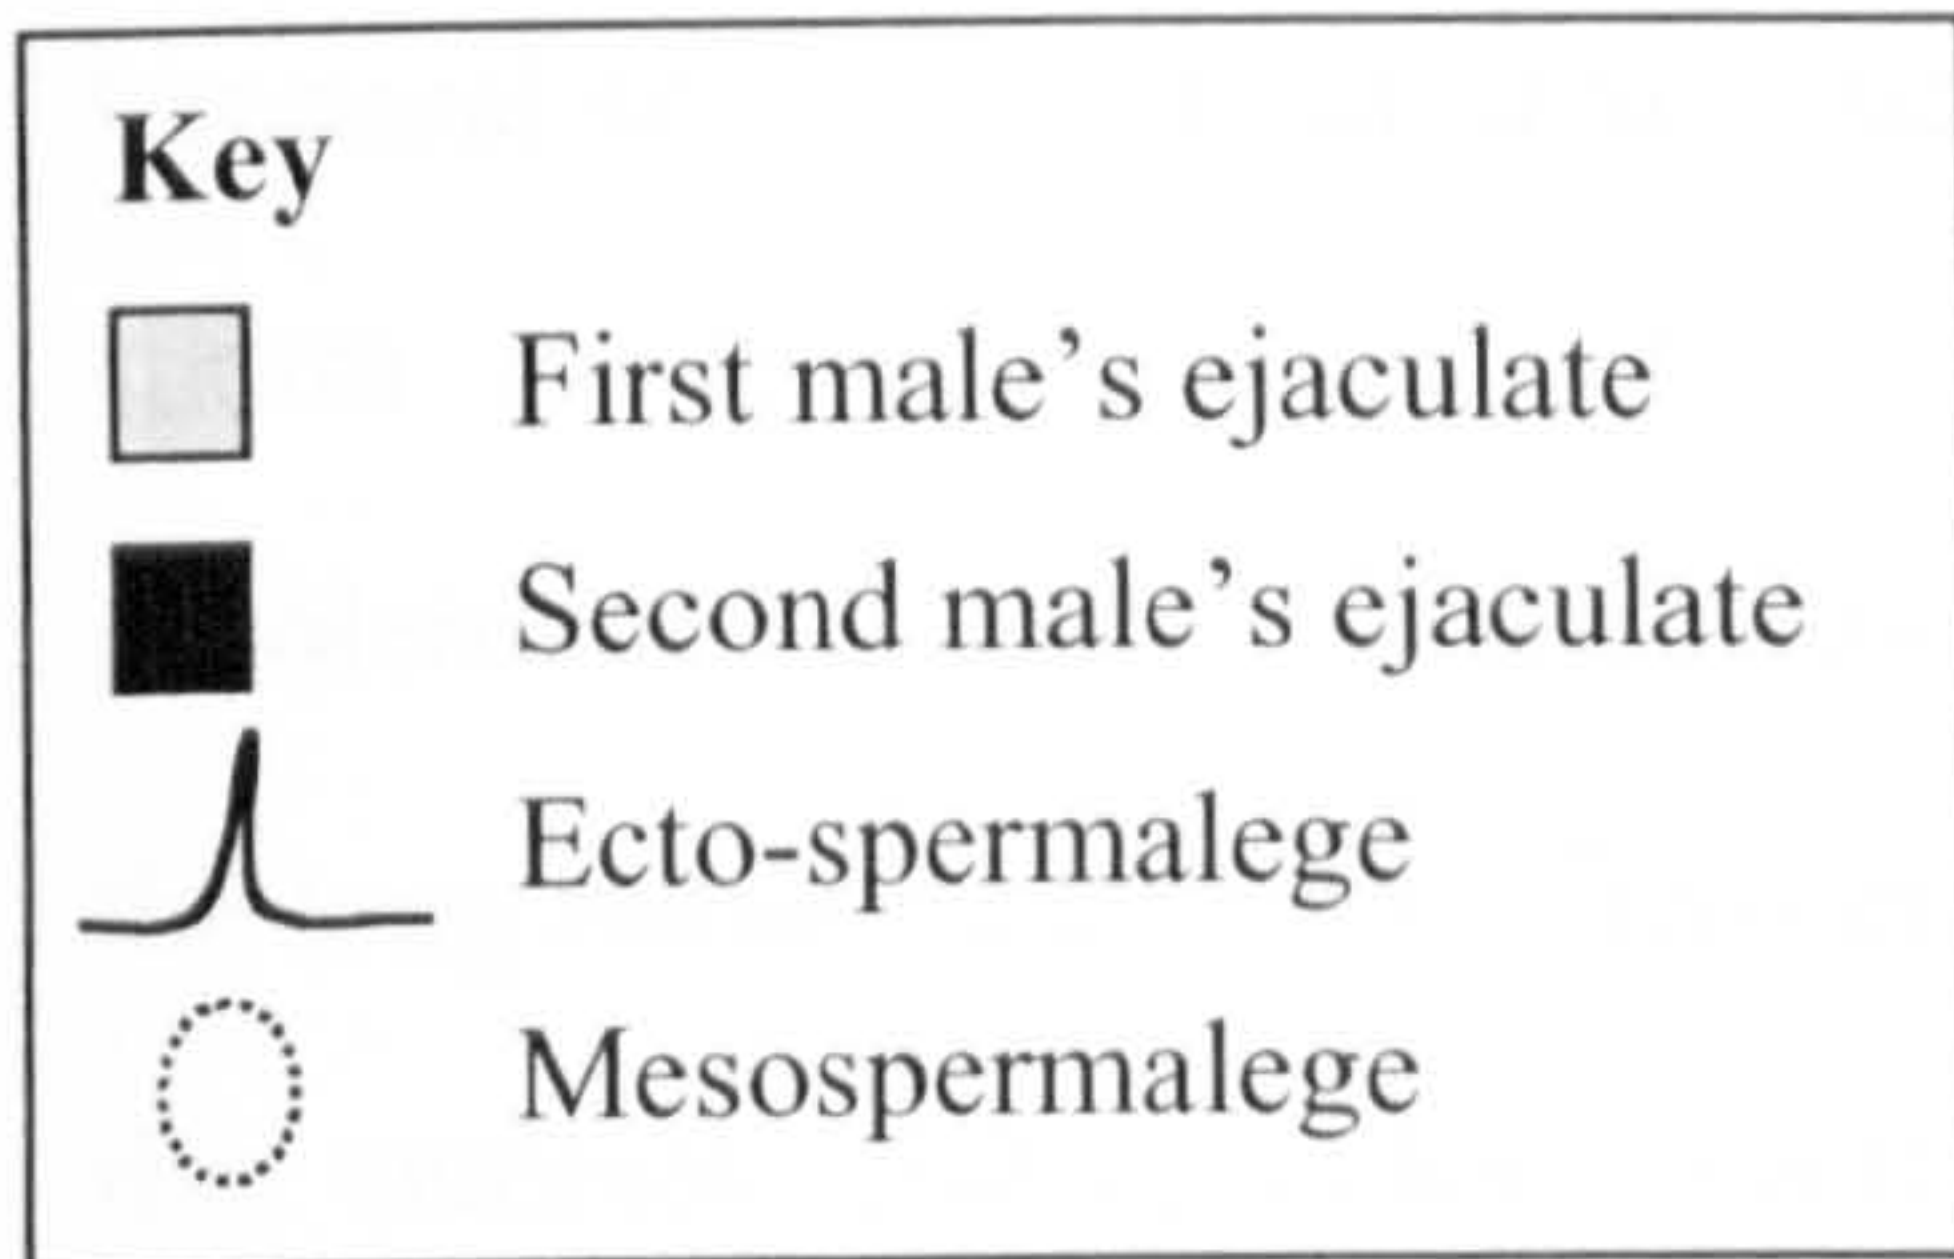 Key
First male’s ejaculate
Second male’s ejaculate
Ecto-spermalege
Mesospermalege